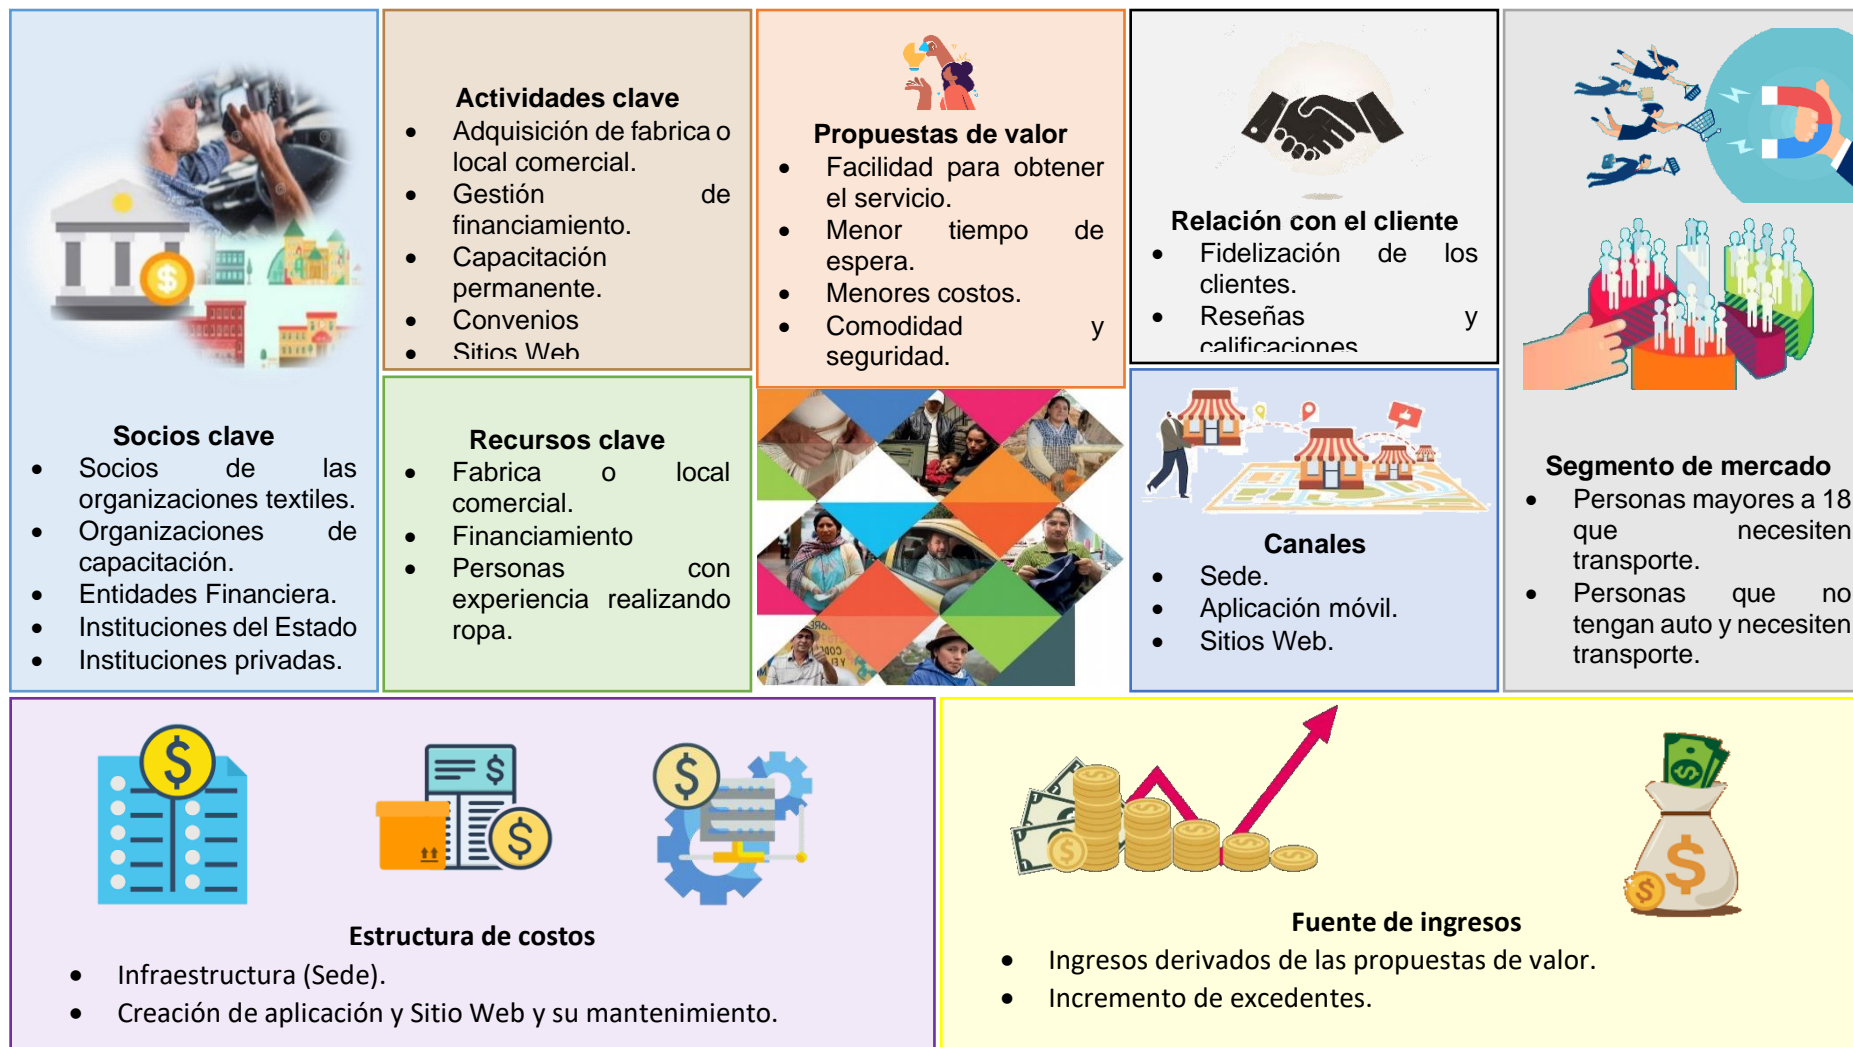 Socios clave
Socios de las
organizaciones textiles.
Organizaciones de
capacitación.
Entidades Financiera.
Instituciones del Estado
Instituciones privadas.
Actividades clave
Adquisición de fabrica o
local comercial.
Gestión de
financiamiento.
Capacitación
permanente.
Convenios
Sitios Web
Recursos clave
Fabrica o local
comercial.
Financiamiento
Personas con
experiencia realizando
ropa.
Propuestas de valor
Facilidad para obtener
el servicio.
Menor tiempo de
espera.
Menores costos.
Comodidad y
seguridad.
Relación con el cliente
Fidelización de los
clientes.
Reseñas y
calificaciones
Canales
Sede.
Aplicación móvil.
Sitios Web.
Segmento de mercado
Personas mayores a 18
que necesiten
transporte.
Personas que no
tengan auto y necesiten
transporte.
Estructura de costos
Infraestructura (Sede).
Creación de aplicación y Sitio Web y su mantenimiento.
Fuente de ingresos
Ingresos derivados de las propuestas de valor.
Incremento de excedentes.